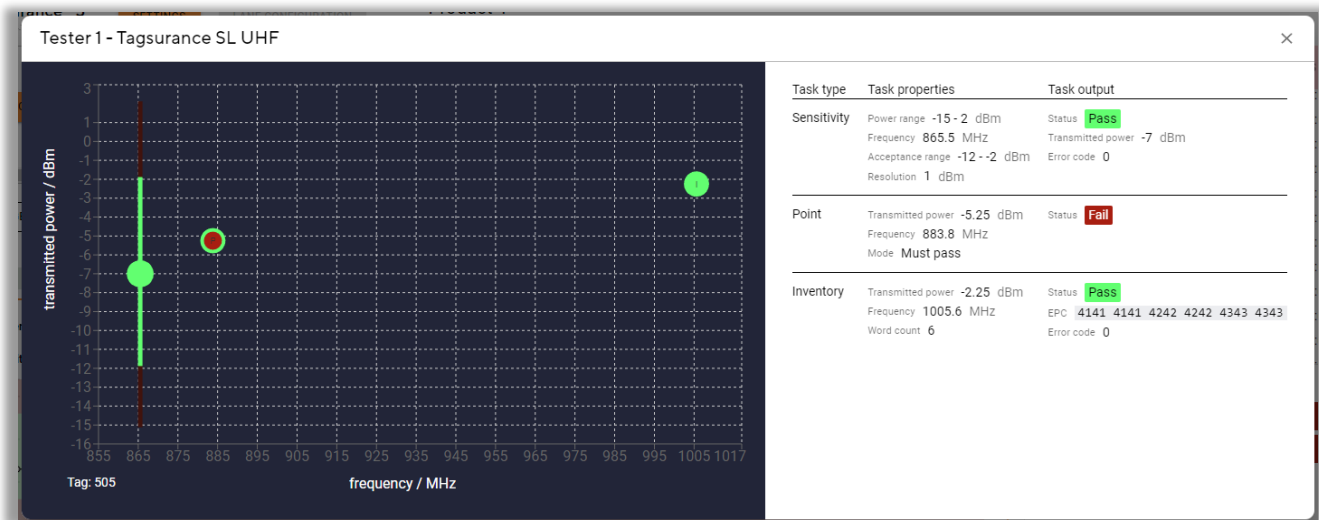 SETTINGS
Tester 1 - Tagsurance SL UHF
×
transmitted power / dBm
3
1
0
-1
-2
-3
-4
-5
-6
-7
-8
-9
-10
-11
-12
-13
-14
-15
-16
855 865 875 885 895 905 915 925 935 945 955 965 975 985 995 1005 1017
Tag: 505
frequency / MHz
Task type Task properties Task output
Sensitivity Power range -15 - 2 dBm Status Pass
Frequency 865.5 MHz Transmitted power -7 dBm
Acceptance range -12 - -2 dBm Error code 0
Resolution 1 dBm
Point Transmitted power -5.25 dBm Status Fail
Frequency 883.8 MHz
Mode Must pass
Inventory Transmitted power -2.25 dBm Status Pass
Frequency 1005.6 MHz EPC 4141 4141 4242 4242 4343 4343
Word count 6 Error code 0